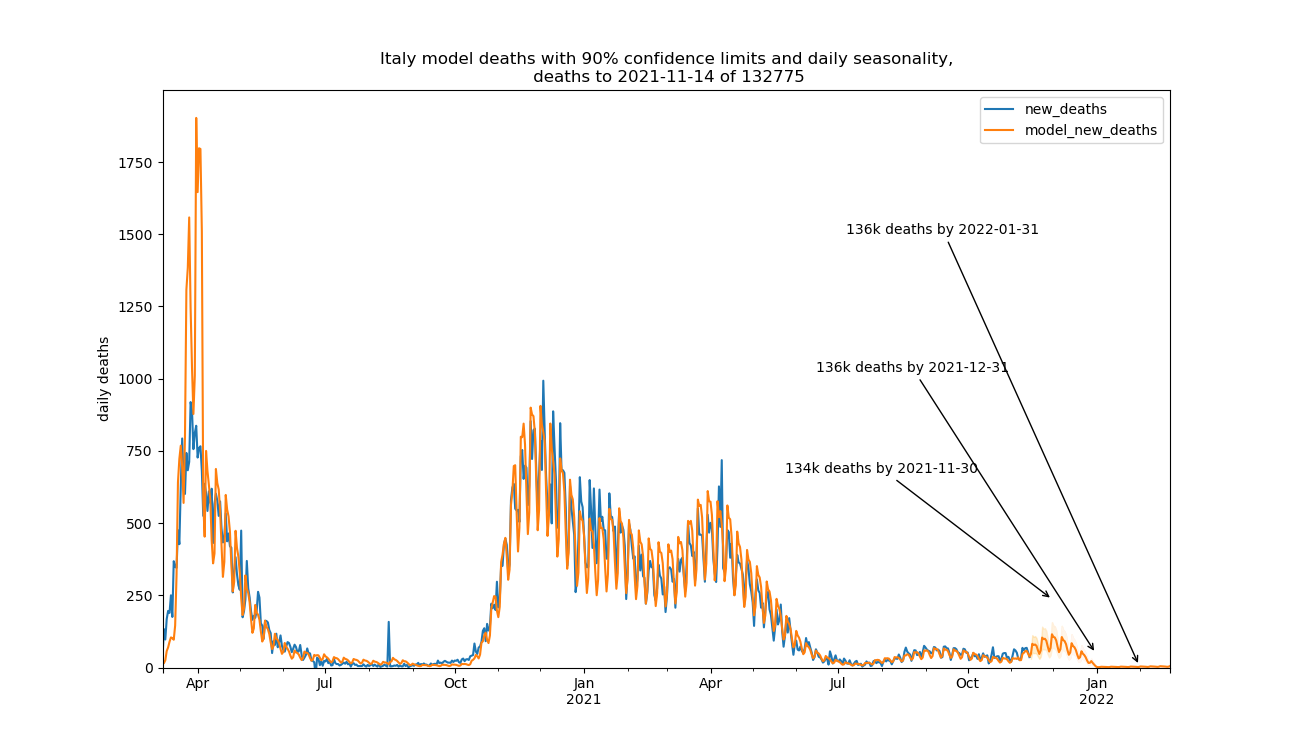 Italy model deaths with 90% confidence limits and daily seasonality,
deaths to 2021-11-14 of 132775
new_deaths
model_new_deaths
daily deaths
1750
1500
1250
1000
750
500
250
0
136k deaths by 2022-01-31
136k deaths by 2021-12-31
134k deaths by 2021-11-30
Apr Jul Oct Jan Apr Jul Oct Jan
2021 2022